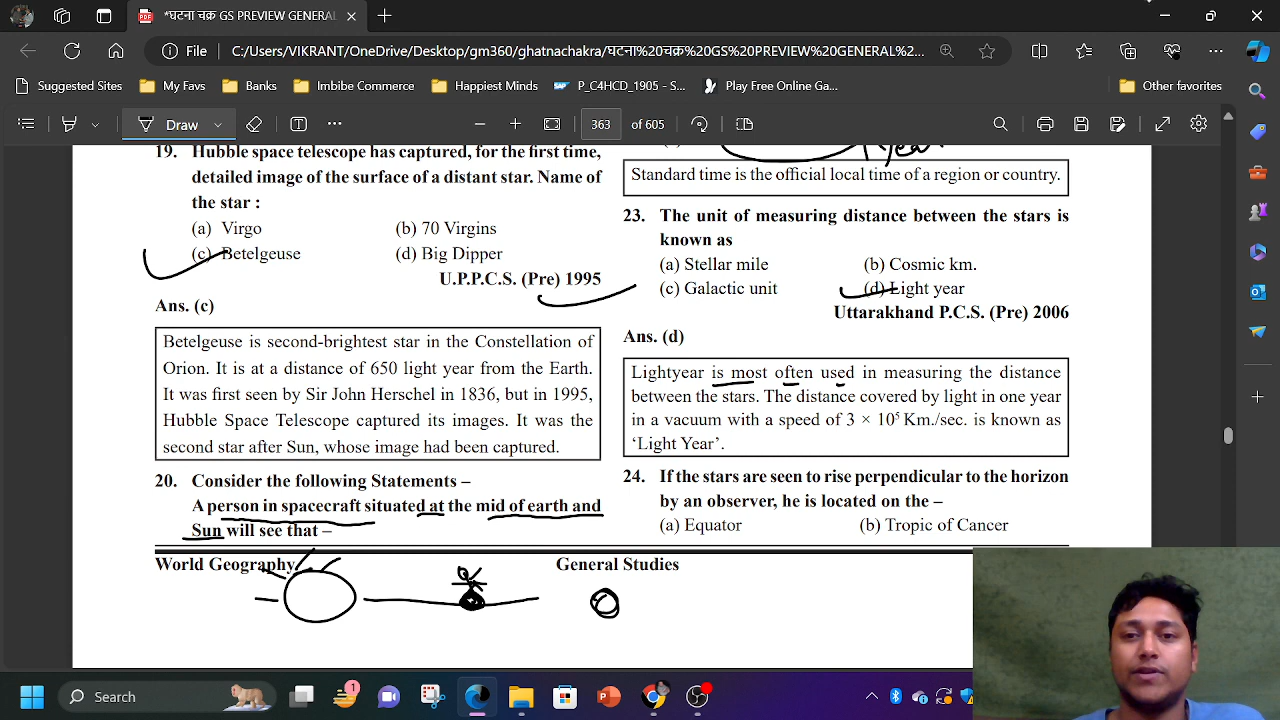 *घटना चक्र GS PREVIEW GENERAL
File
C:/Users/VIKRANT/OneDrive/Desktop/gm360/ghatnachakra/घटना%20चक्र%20GS%20PREVIEW%20GENERAL%2...
Suggested Sites
My Favs
Banks
Imbibe Commerce
Happiest Minds
P_C4HCD_1905 - S...
Play Free Online Ga...
Other favorites
Draw
363 of 605
19. Hubble space telescope has captured, for the first time,
detailed image of the surface of a distant star. Name of
the star :
(a) Virgo (b) 70 Virgins
(c) Betelgeuse (d) Big Dipper
U.P.P.C.S. (Pre) 1995
Ans. (c)
Betelgeuse is second-brightest star in the Constellation of
Orion. It is at a distance of 650 light year from the Earth.
It was first seen by Sir John Herschel in 1836, but in 1995,
Hubble Space Telescope captured its images. It was the
second star after Sun, whose image had been captured.
20. Consider the following Statements –
A person in spacecraft situated at the mid of earth and
Sun will see that –
year
Standard time is the official local time of a region or country.
23. The unit of measuring distance between the stars is
known as
(a) Stellar mile (b) Cosmic km.
(c) Galactic unit (d) Light year
Uttarakhand P.C.S. (Pre) 2006
Ans. (d)
Lightyear is most often used in measuring the distance
between the stars. The distance covered by light in one year
in a vacuum with a speed of 3 × 10⁵ Km./sec. is known as
‘Light Year’.
24. If the stars are seen to rise perpendicular to the horizon
by an observer, he is located on the –
(a) Equator (b) Tropic of Cancer
World Geography General Studies
Search
1